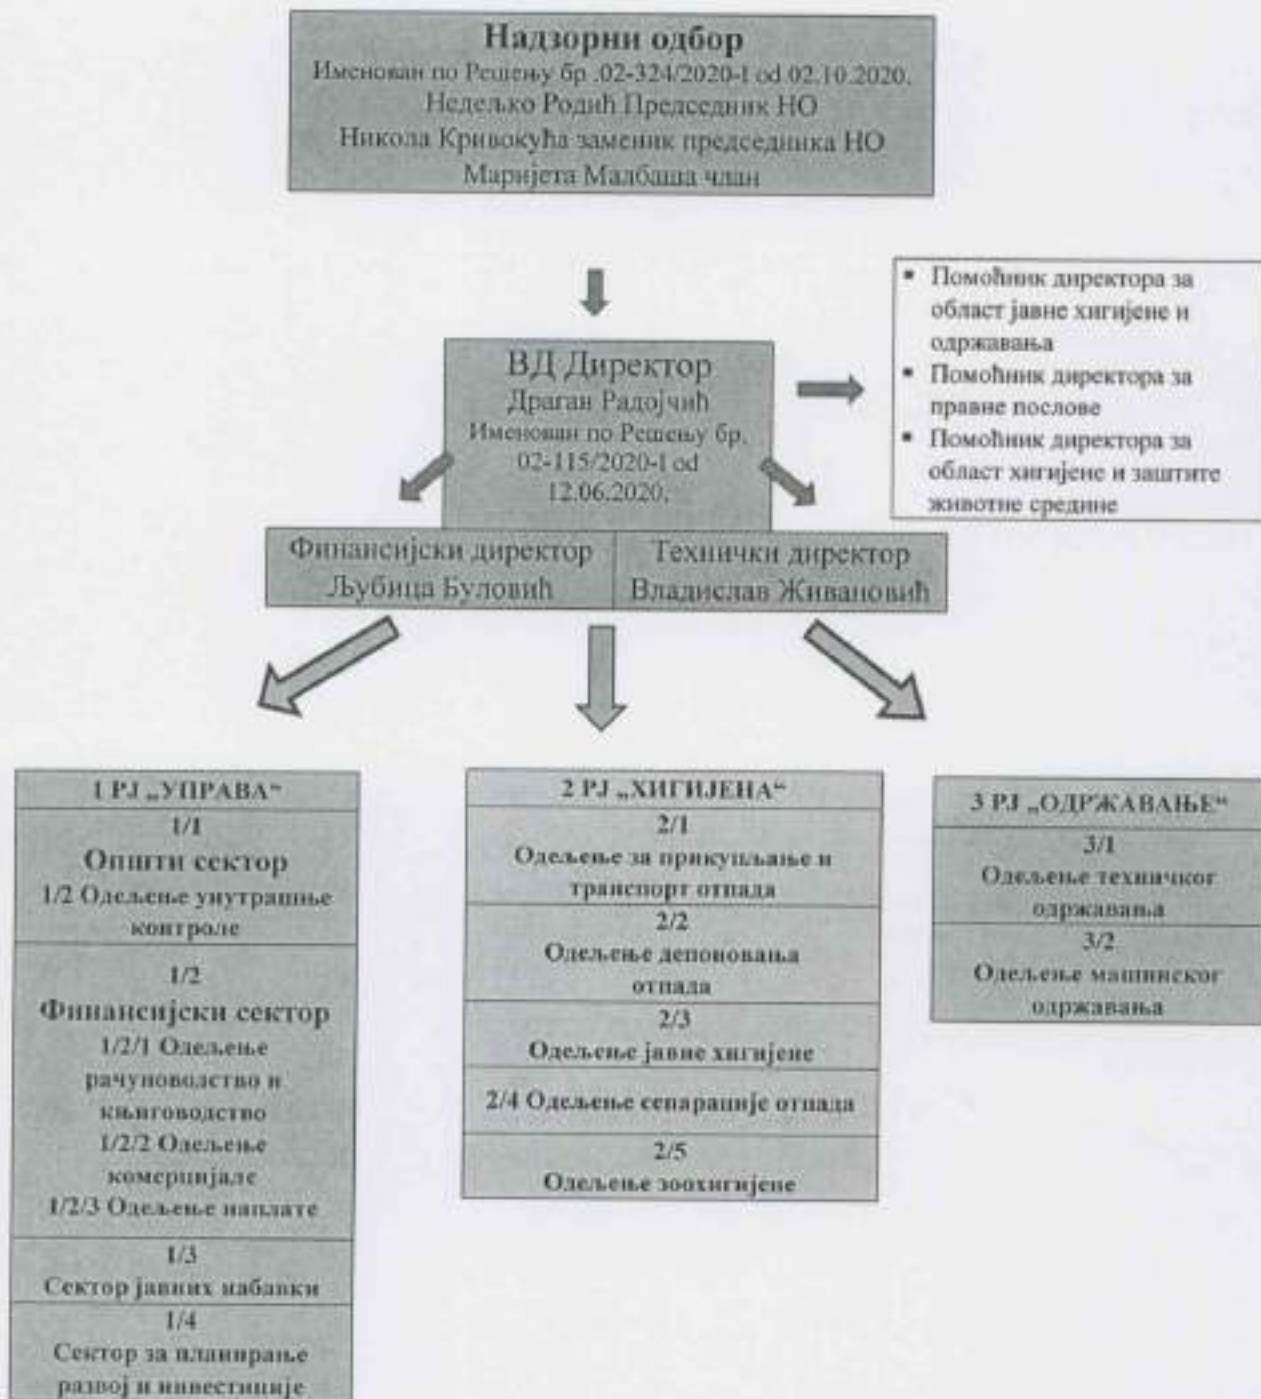 Надзорни одбор
Именован по Решењу бр .02-324/2020-I od 02.10.2020.
Недељко Родић Председник НО
Никола Кривокућа заменик председника НО
Маријета Малбаша члан
ВД Директор
Драган Радојчић
Именован по Решењу бр.
02-115/2020-I од
12.06.2020.
▪ Помоћник директора за
област јавне хигијене и
одржавања
▪ Помоћник директора за
правне послове
▪ Помоћник директора за
област хигијене и заштите
животне средине
Финансијски директор
Љубица Буловић
Технички директор
Владислав Живановић
1 РЈ „УПРАВА“
1/1
Општи сектор
1/2 Одељење унутрашње
контроле
1/2
Финансијски сектор
1/2/1 Одељење
рачуноводство и
књиговодство
1/2/2 Одељење
комерцијале
1/2/3 Одељење наплате
1/3
Сектор јавних набавки
1/4
Сектор за планирање
развој и инвестиције
2 РЈ „ХИГИЈЕНА“
2/1
Одељење за прикупљање и
транспорт отпада
2/2
Одељење депоновања
отпада
2/3
Одељење јавне хигијене
2/4 Одељење сепарације отпада
2/5
Одељење зоохигијене
3 РЈ „ОДРЖАВАЊЕ“
3/1
Одељење техничког
одржавања
3/2
Одељење машинског
одржавања